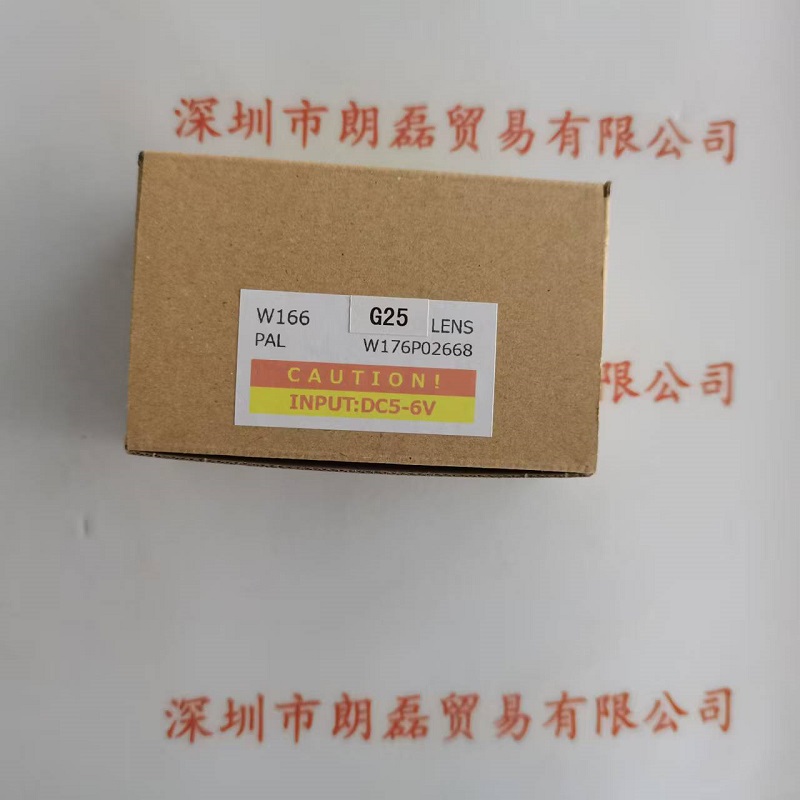 深圳市朗磊贸易有限公司
W166 G25 LENS
PAL W176P02668
CAUTION!
INPUT:DC5-6V
限公司
深圳市朗磊贸易有限公司